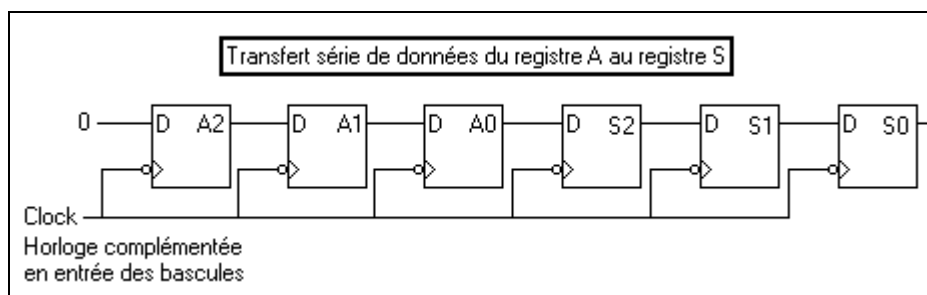 Transfert série de données du registre A au registre S
0 D A2 D A1 D A0 D S2 D S1 D S0
Clock
Horloge complémentée
en entrée des bascules